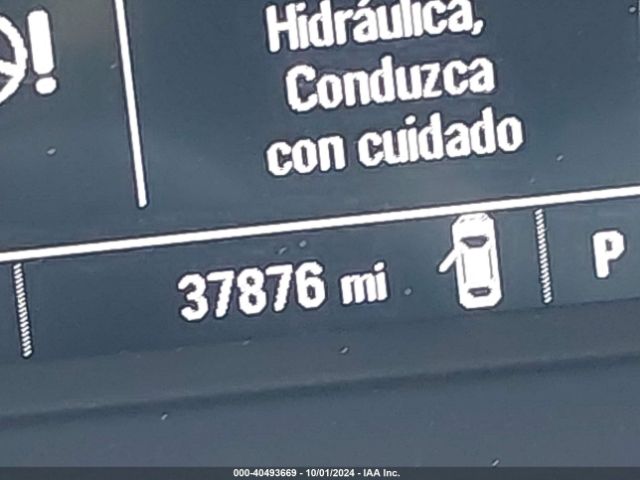 Hidráulica,
Conduzca
con cuidado
37876 mi
P
000-40493669 - 10/01/2024 - IAA Inc.